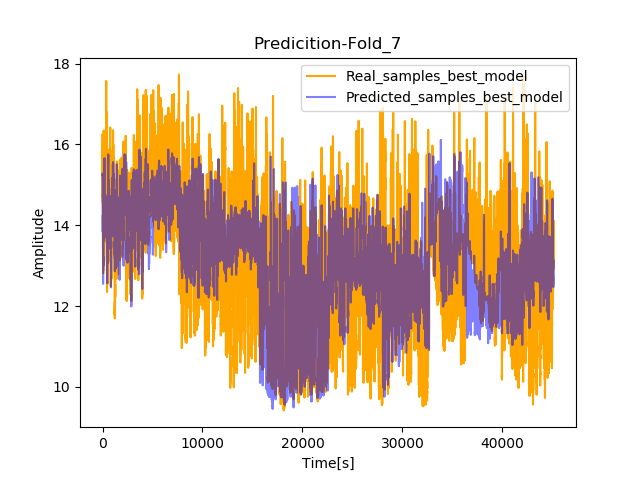 Predicition-Fold_7
Real_samples_best_model
Predicted_samples_best_model
18
16
14
12
10
Amplitude
0
10000
20000
30000
40000
Time[s]